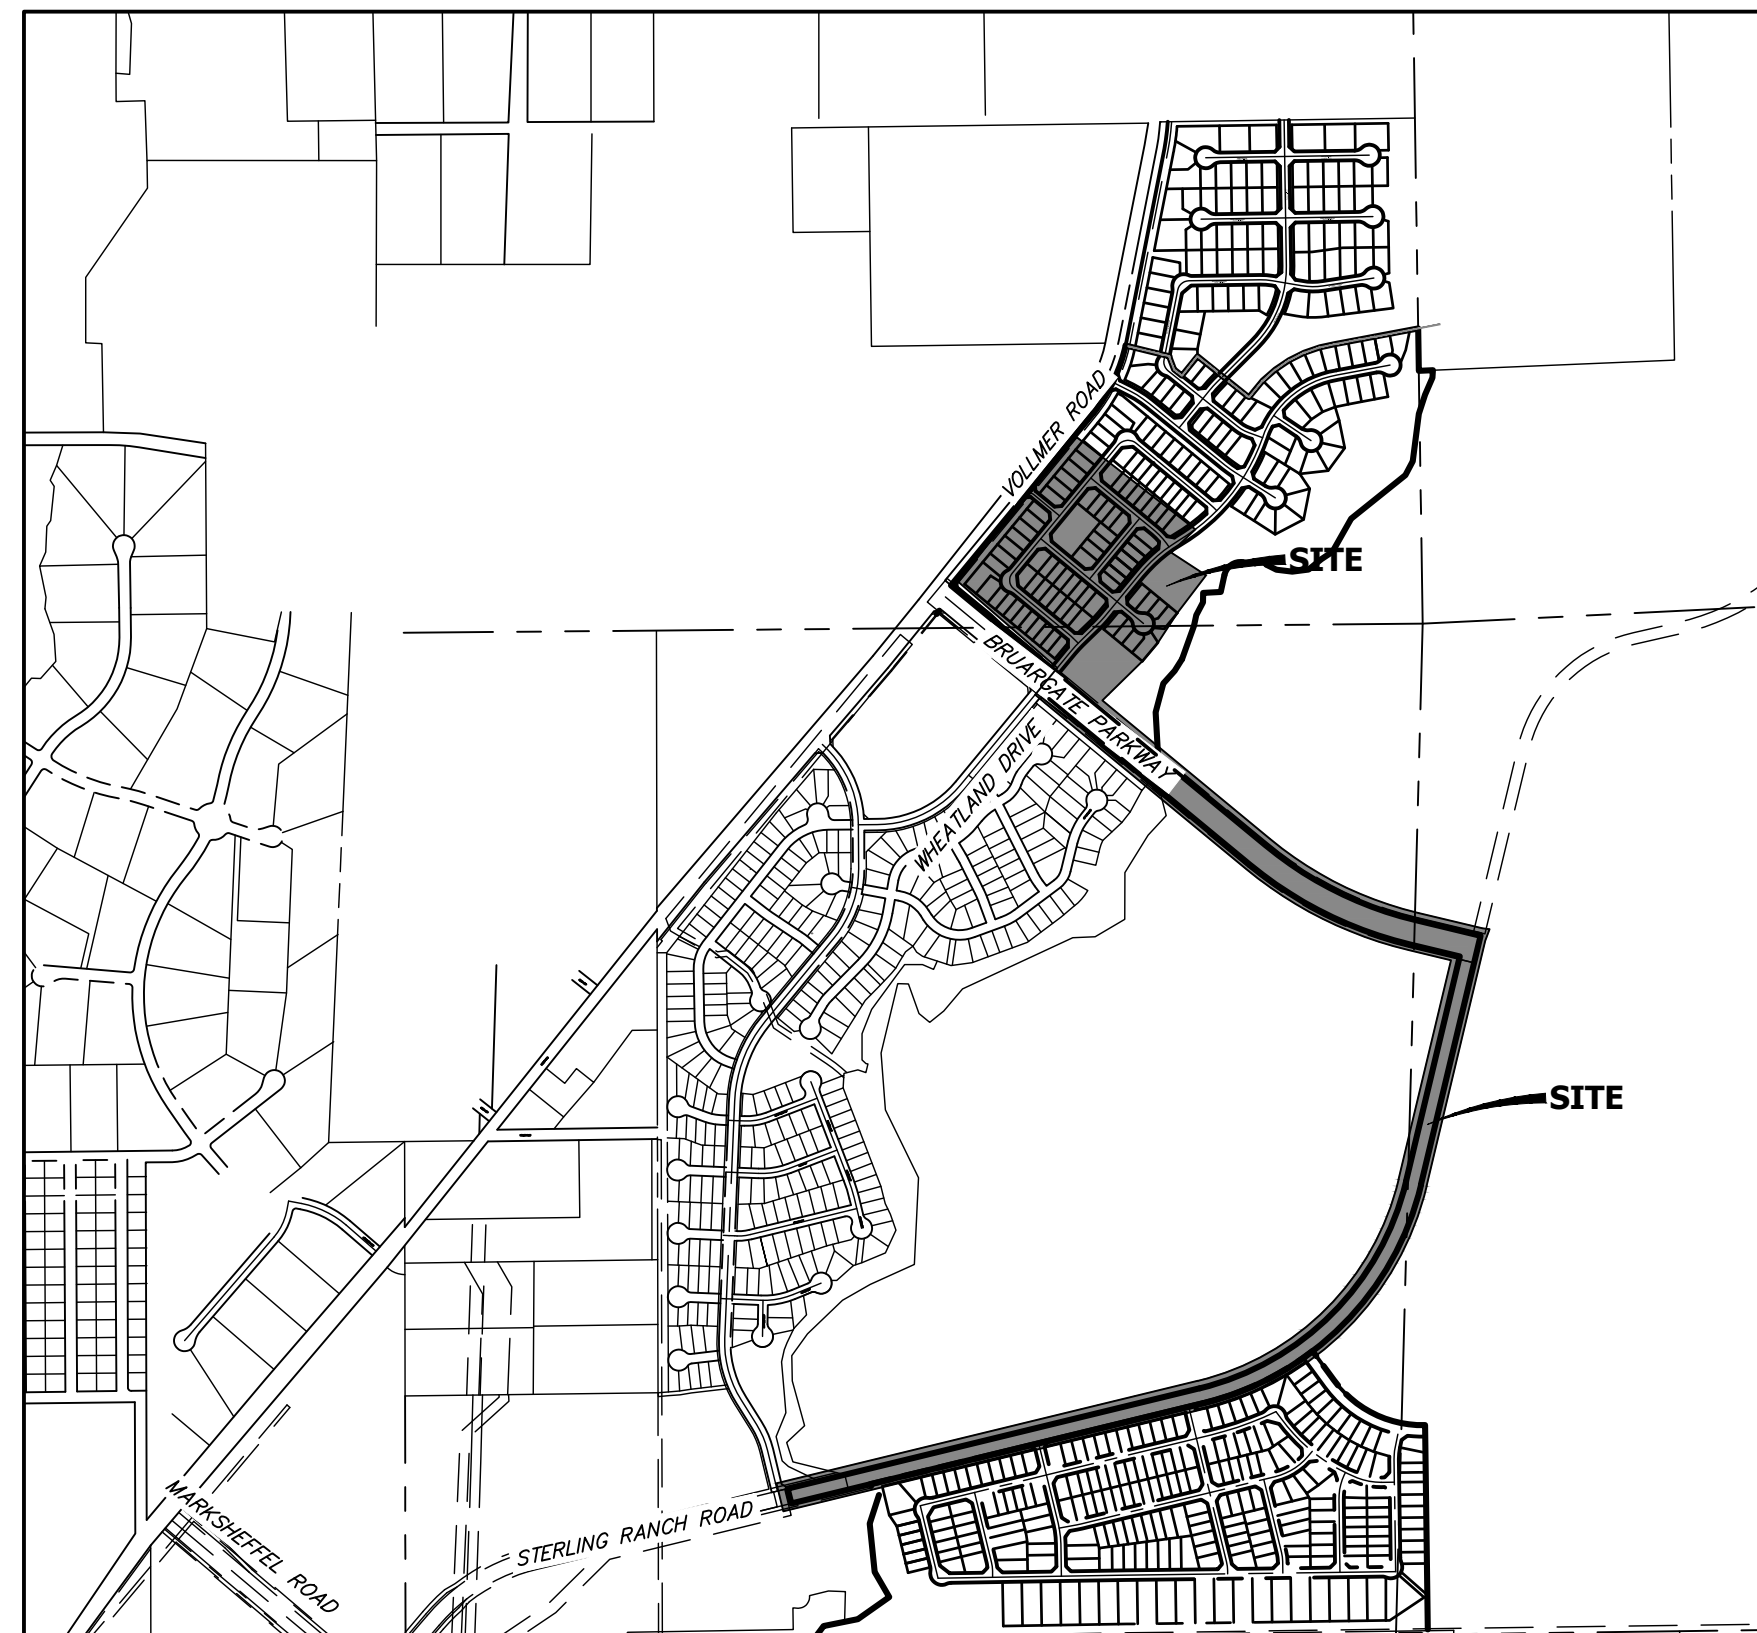 VOLLMER ROAD
SITE
BRUARGATE PARKWAY
WHEATLAND DRIVE
SITE
MARKSHEFFEL ROAD
STERLING RANCH ROAD